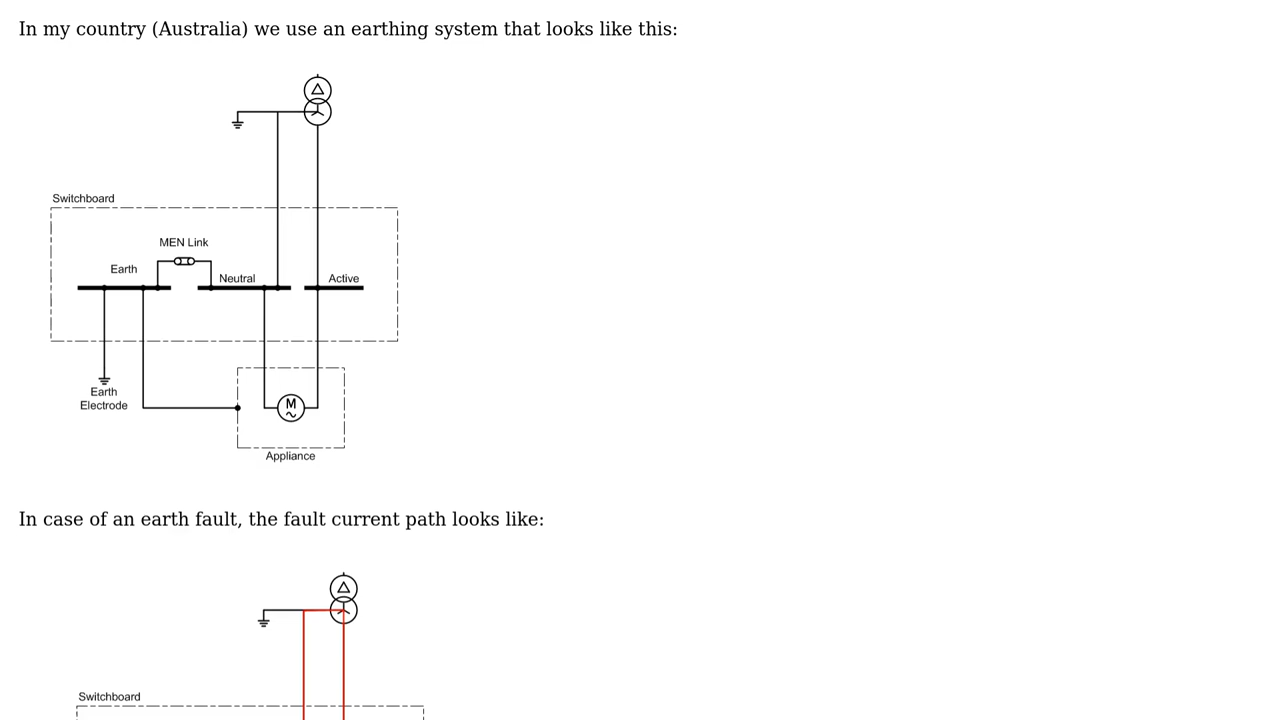 In my country (Australia) we use an earthing system that looks like this:
Switchboard
MEN Link
Earth
Neutral
Active
Earth
Electrode
M
Appliance
In case of an earth fault, the fault current path looks like:
Switchboard